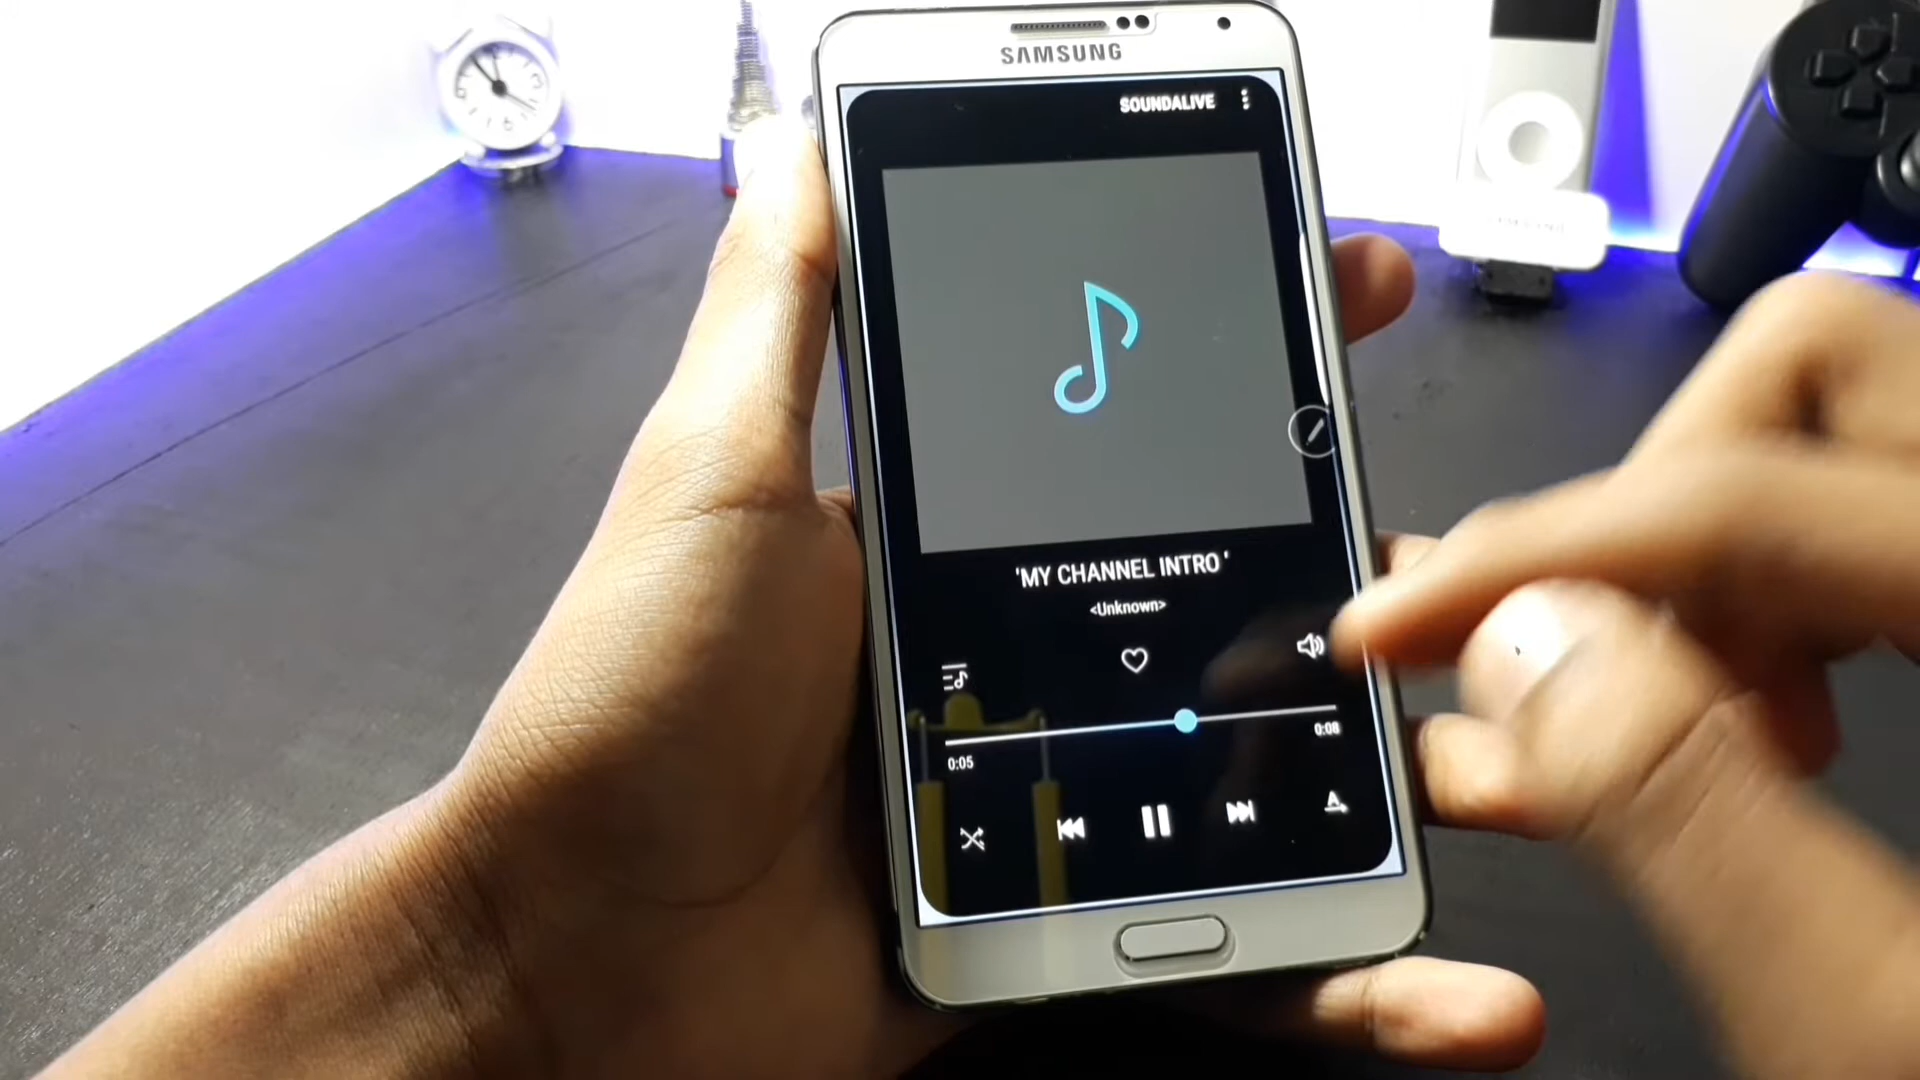 SAMSUNG
SOUNDALIVE
'MY CHANNEL INTRO '
<Unknown>
0:05
0:08
A